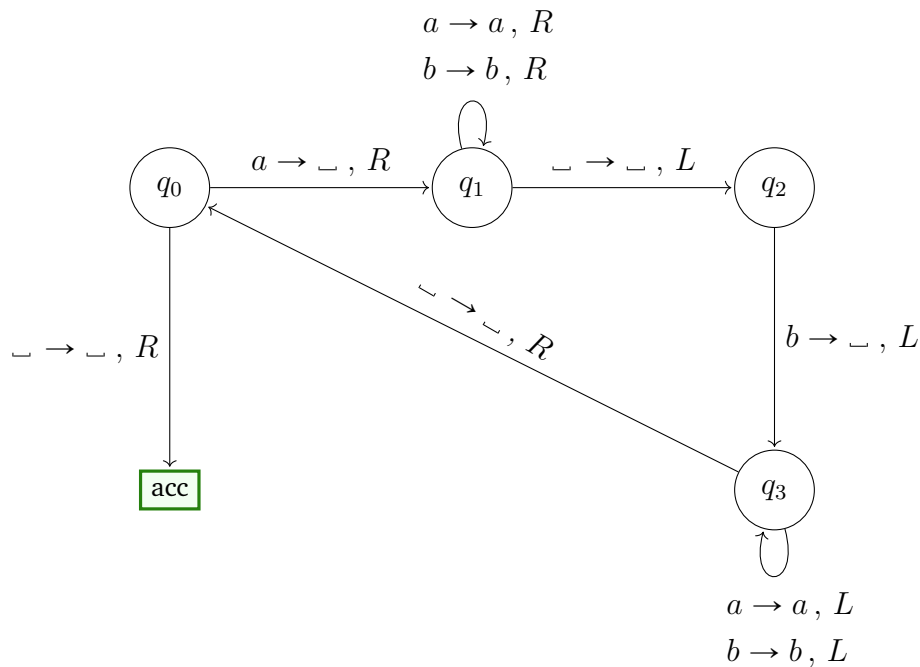 a → a , R
b → b , R
q₀
a → ␣ , R
q₁
␣ → ␣ , L
q₂
␣ → ␣ , R
␣ → ␣ , R
b → ␣ , L
acc
q₃
a → a , L
b → b , L